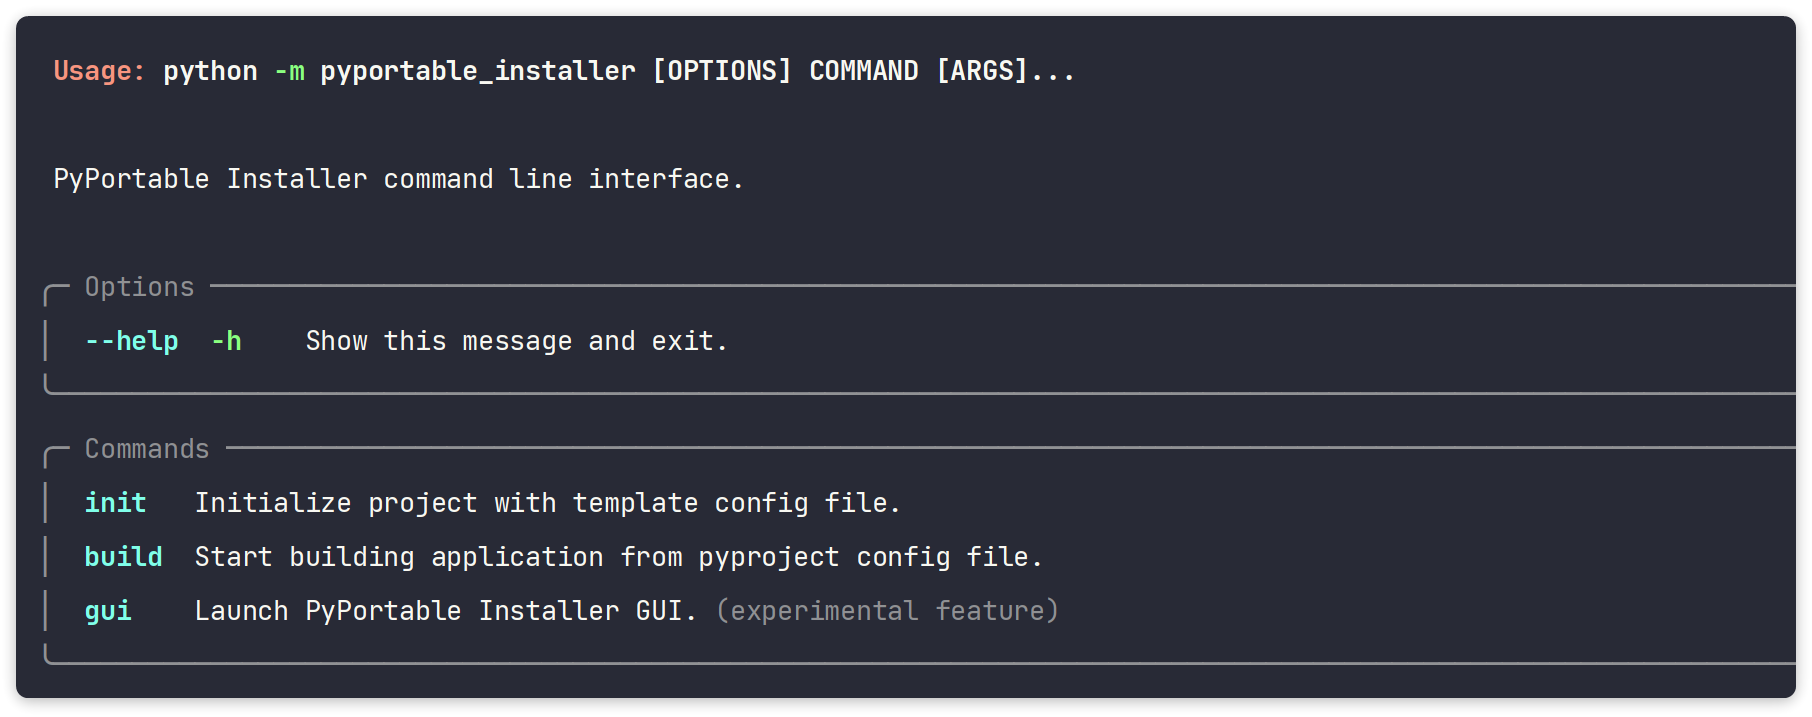 Usage: python -m pyportable_installer [OPTIONS] COMMAND [ARGS]...
PyPortable Installer command line interface.
Options
--help -h Show this message and exit.
Commands
init Initialize project with template config file.
build Start building application from pyproject config file.
gui Launch PyPortable Installer GUI. (experimental feature)